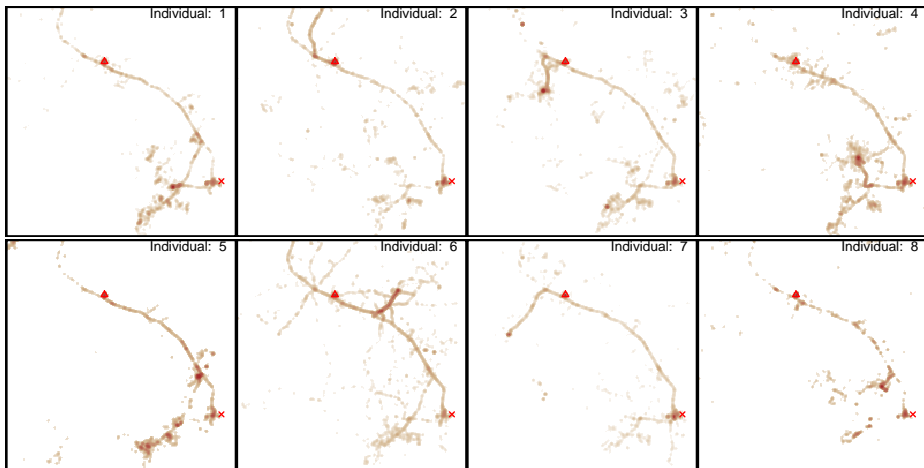 Individual: 1
Individual: 2
Individual: 3
Individual: 4
Individual: 5
Individual: 6
Individual: 7
Individual: 8